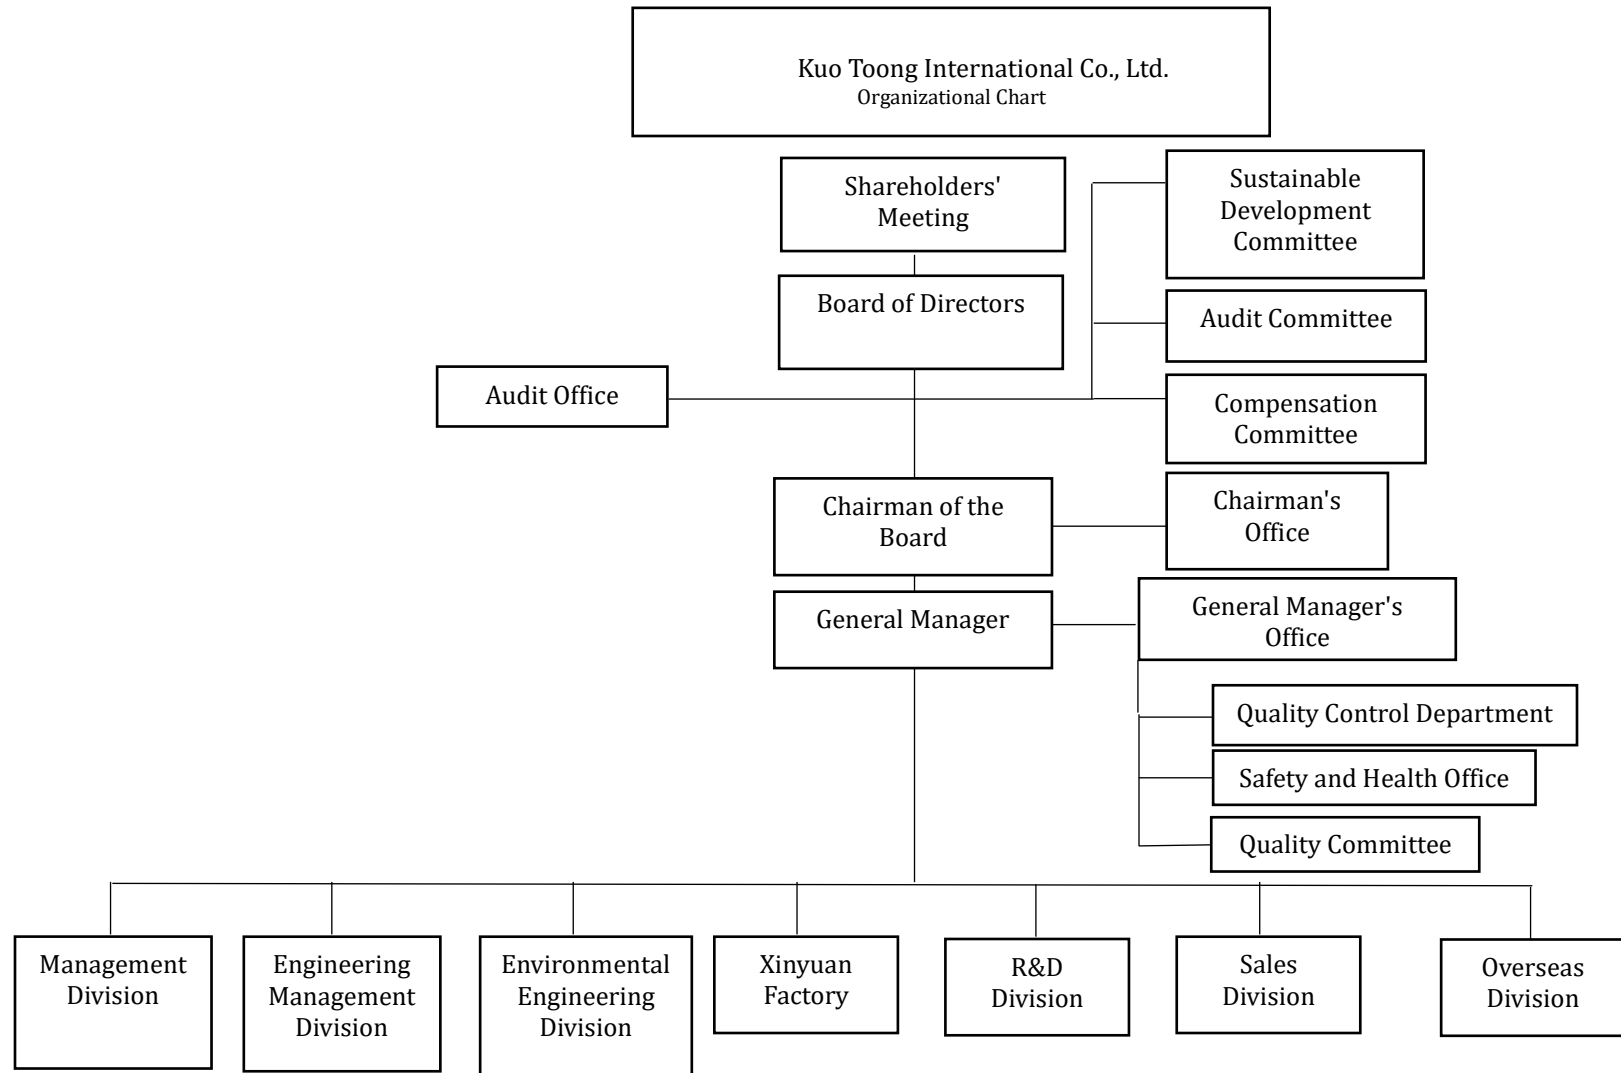 Kuo Toong International Co., Ltd.
Organizational Chart
Shareholders'
Meeting
Sustainable
Development
Committee
Board of Directors
Audit Committee
Audit Office
Compensation
Committee
Chairman of the
Board
Chairman's
Office
General Manager
General Manager's
Office
Quality Control Department
Safety and Health Office
Quality Committee
Management
Division
Engineering
Management
Division
Environmental
Engineering
Division
Xinyuan
Factory
R&D
Division
Sales
Division
Overseas
Division